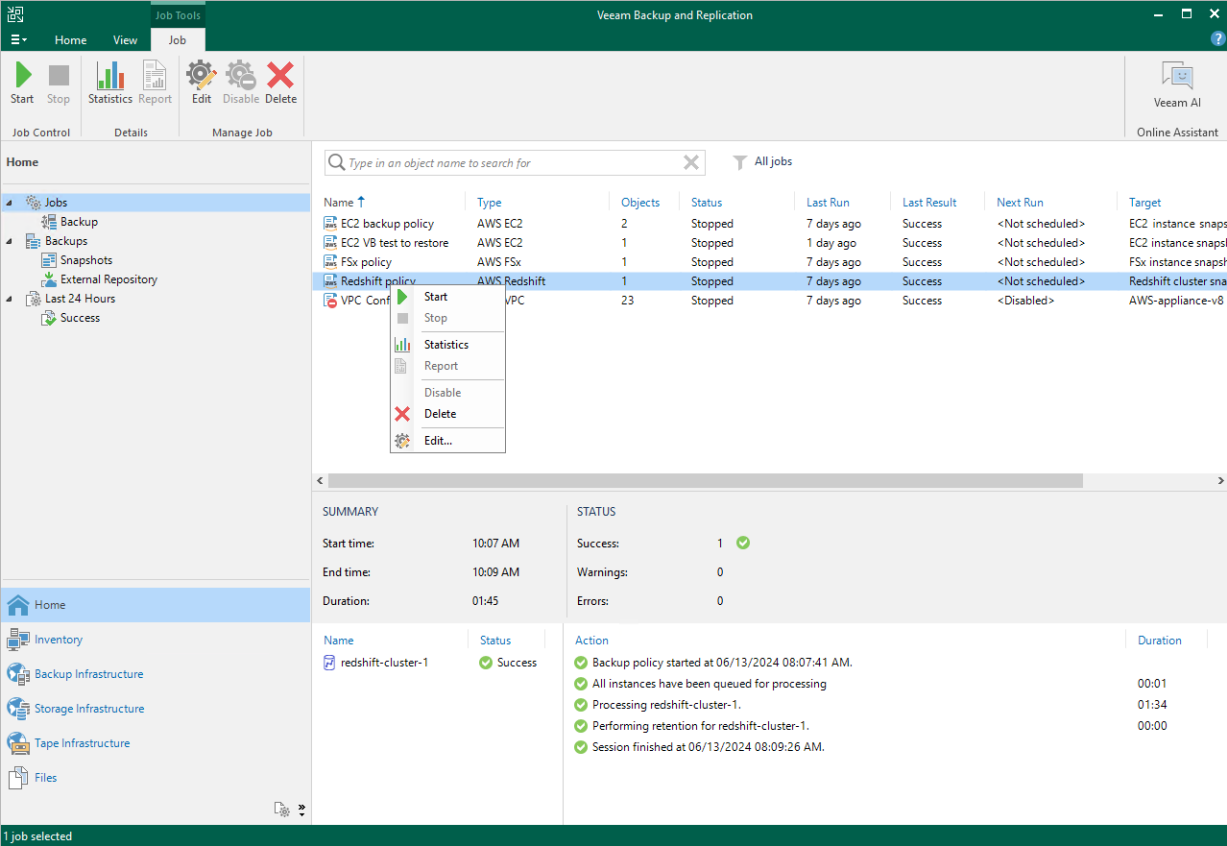 Job Tools
Veeam Backup and Replication
Home View Job
Start Stop Statistics Report Edit Disable Delete
Veeam AI
Job Control Details Manage Job Online Assistant
Home
Type in an object name to search for All jobs
Jobs
Backup
Backups
Snapshots
External Repository
Last 24 Hours
Success
Name Type Objects Status Last Run Last Result Next Run Target
EC2 backup policy AWS EC2 2 Stopped 7 days ago Success <Not scheduled> EC2 instance snaps
EC2 VB test to restore AWS EC2 1 Stopped 1 day ago Success <Not scheduled> EC2 instance snaps
FSx policy AWS FSx 1 Stopped 7 days ago Success <Not scheduled> FSx instance snapsh
Redshift policy AWS Redshift 1 Stopped 7 days ago Success <Not scheduled> Redshift cluster sna
VPC Conf VPC 23 Stopped 7 days ago Success <Disabled> AWS-appliance-v8
Start
Stop
Statistics
Report
Disable
Delete
Edit...
SUMMARY STATUS
Start time: 10:07 AM Success: 1
End time: 10:09 AM Warnings: 0
Duration: 01:45 Errors: 0
Name Status Action Duration
redshift-cluster-1 Success Backup policy started at 06/13/2024 08:07:41 AM.
All instances have been queued for processing 00:01
Processing redshift-cluster-1. 01:34
Performing retention for redshift-cluster-1. 00:00
Session finished at 06/13/2024 08:09:26 AM.
Home
Inventory
Backup Infrastructure
Storage Infrastructure
Tape Infrastructure
Files
1 job selected